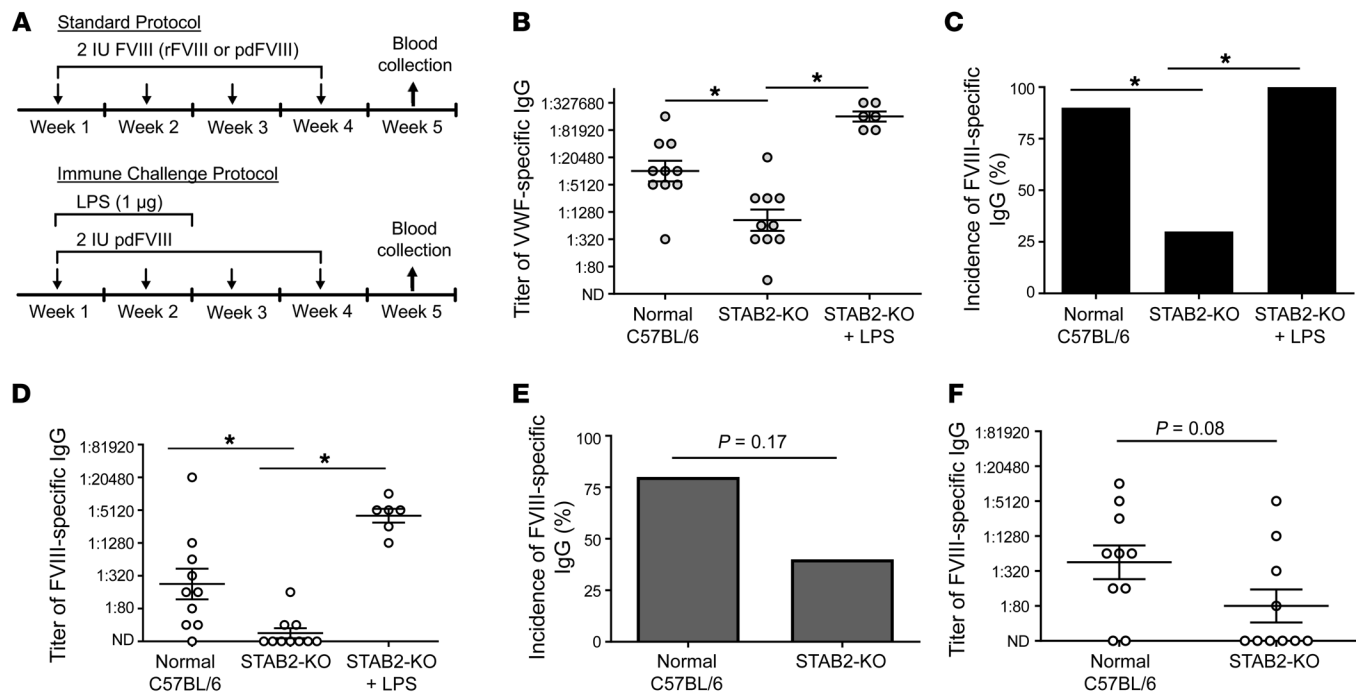 A
Standard Protocol
2 IU FVIII (rFVIII or pdFVIII)
Blood
collection
Week 1
Week 2
Week 3
Week 4
Week 5
Immune Challenge Protocol
LPS (1 µg)
2 IU pdFVIII
Blood
collection
Week 1
Week 2
Week 3
Week 4
Week 5
B
Titer of VWF-specific IgG
1:327680
1:81920
1:20480
1:5120
1:1280
1:320
1:80
ND
*
*
Normal
C57BL/6
STAB2-KO
STAB2-KO
+ LPS
C
Incidence of FVIII-specific
IgG (%)
100
75
50
25
0
*
*
Normal
C57BL/6
STAB2-KO
STAB2-KO
+ LPS
D
Titer of FVIII-specific IgG
1:81920
1:20480
1:5120
1:1280
1:320
1:80
ND
*
*
Normal
C57BL/6
STAB2-KO
STAB2-KO
+ LPS
E
Incidence of FVIII-specific
IgG (%)
100
75
50
25
0
P = 0.17
Normal
C57BL/6
STAB2-KO
F
Titer of FVIII-specific IgG
1:81920
1:20480
1:5120
1:1280
1:320
1:80
ND
P = 0.08
Normal
C57BL/6
STAB2-KO